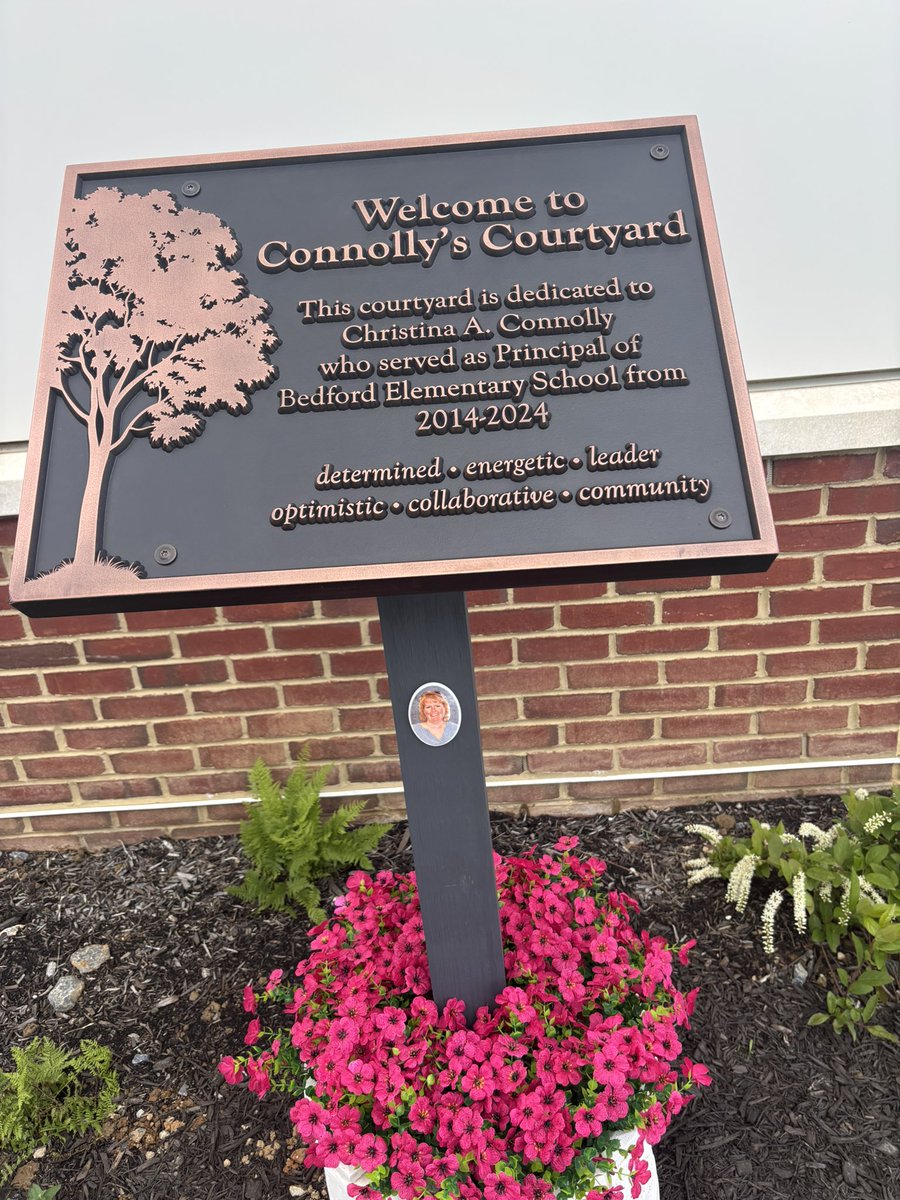 Welcome to
Connolly's Courtyard
This courtyard is dedicated to
Christina A. Connolly
who served as Principal of
Bedford Elementary School from
2014-2024
determined • energetic • leader
optimistic • collaborative • community